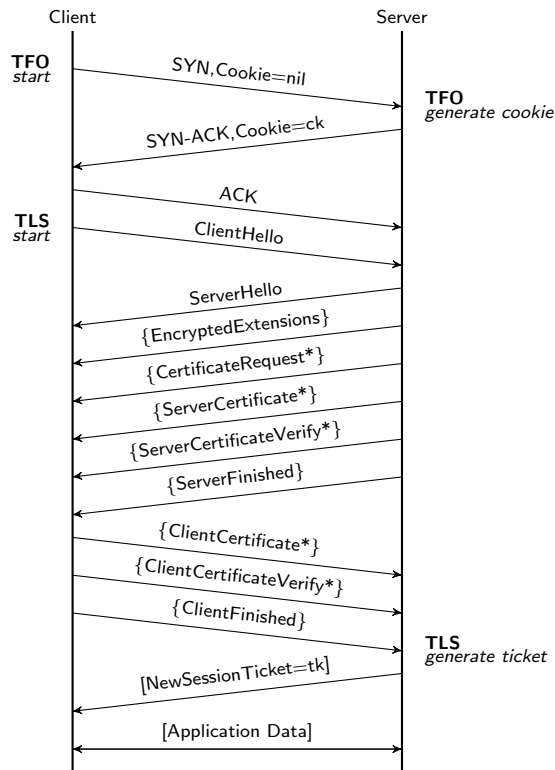 Client
Server
TFO
start
SYN,Cookie=nil
TFO
generate cookie
SYN-ACK,Cookie=ck
ACK
TLS
start
ClientHello
ServerHello
{EncryptedExtensions}
{CertificateRequest*}
{ServerCertificate*}
{ServerCertificateVerify*}
{ServerFinished}
{ClientCertificate*}
{ClientCertificateVerify*}
{ClientFinished}
TLS
generate ticket
[NewSessionTicket=tk]
[Application Data]